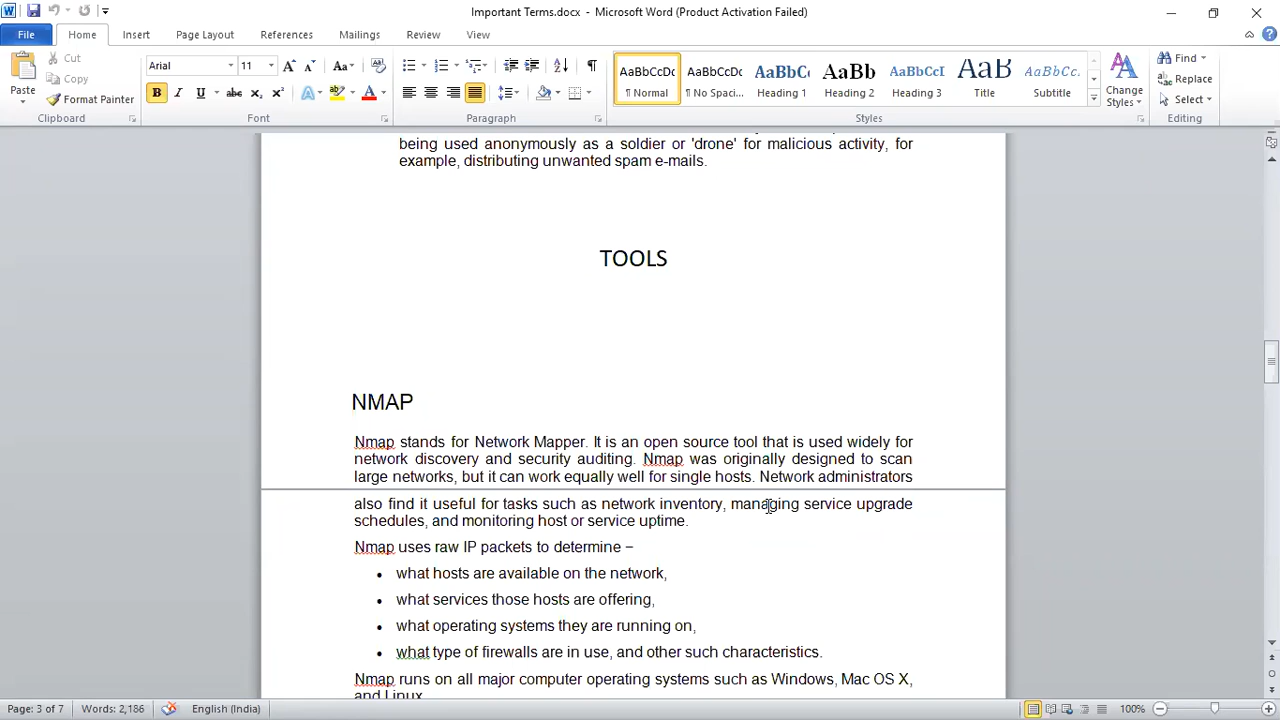 Important Terms.docx - Microsoft Word (Product Activation Failed)
File Home Insert Page Layout References Mailings Review View
Paste
Cut
Copy
Format Painter
Clipboard
Arial 11
Font
Paragraph
AaBbCcDc AaBbCcDc AaBbC AaBb AaBbCcI AaB AaBbCc.
¶ Normal ¶ No Spaci... Heading 1 Heading 2 Heading 3 Title Subtitle
Change Styles
Styles
Find
Replace
Select
Editing
being used anonymously as a soldier or 'drone' for malicious activity, for
example, distributing unwanted spam e-mails.
TOOLS
NMAP
Nmap stands for Network Mapper. It is an open source tool that is used widely for
network discovery and security auditing. Nmap was originally designed to scan
large networks, but it can work equally well for single hosts. Network administrators
also find it useful for tasks such as network inventory, managing service upgrade
schedules, and monitoring host or service uptime.
Nmap uses raw IP packets to determine −
• what hosts are available on the network,
• what services those hosts are offering,
• what operating systems they are running on,
• what type of firewalls are in use, and other such characteristics.
Nmap runs on all major computer operating systems such as Windows, Mac OS X,
and Linux.
Page: 3 of 7 Words: 2,186 English (India) 100%